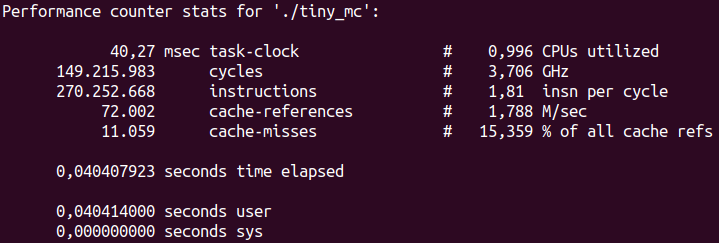 Performance counter stats for './tiny_mc':
40,27 msec task-clock # 0,996 CPUs utilized
149.215.983 cycles # 3,706 GHz
270.252.668 instructions # 1,81 insn per cycle
72.002 cache-references # 1,788 M/sec
11.059 cache-misses # 15,359 % of all cache refs
0,040407923 seconds time elapsed
0,040414000 seconds user
0,000000000 seconds sys